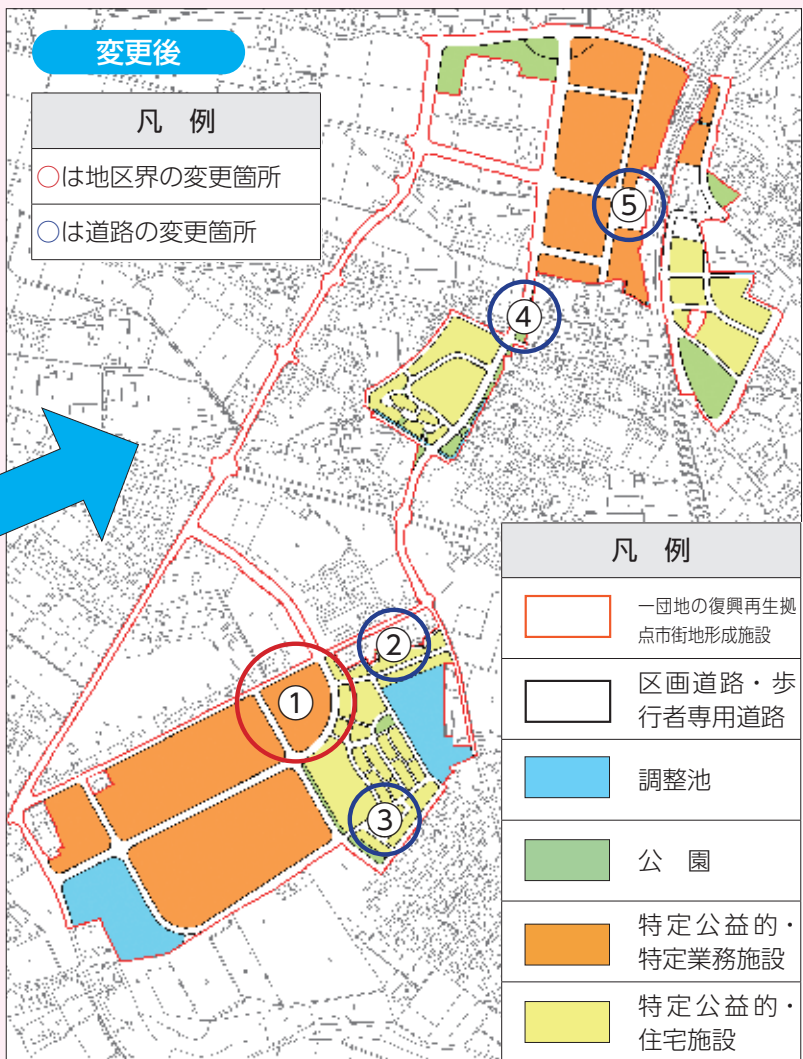 変更後
凡 例
○は地区界の変更箇所
○は道路の変更箇所
⑤
④
②
①
③
凡 例
一団地の復興再生拠
点市街地形成施設
区画道路・歩
行者専用道路
調整池
公 園
特定公益的・
特定業務施設
特定公益的・
住宅施設